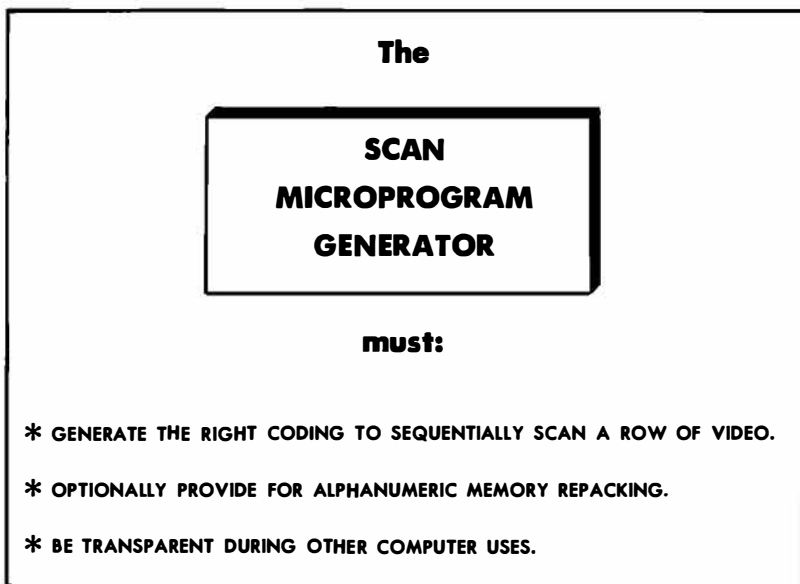 The
SCAN
MICROPROGRAM
GENERATOR
must:
* GENERATE THE RIGHT CODING TO SEQUENTIALLY SCAN A ROW OF VIDEO.
* OPTIONALLY PROVIDE FOR ALPHANUMERIC MEMORY REPACKING.
* BE TRANSPARENT DURING OTHER COMPUTER USES.